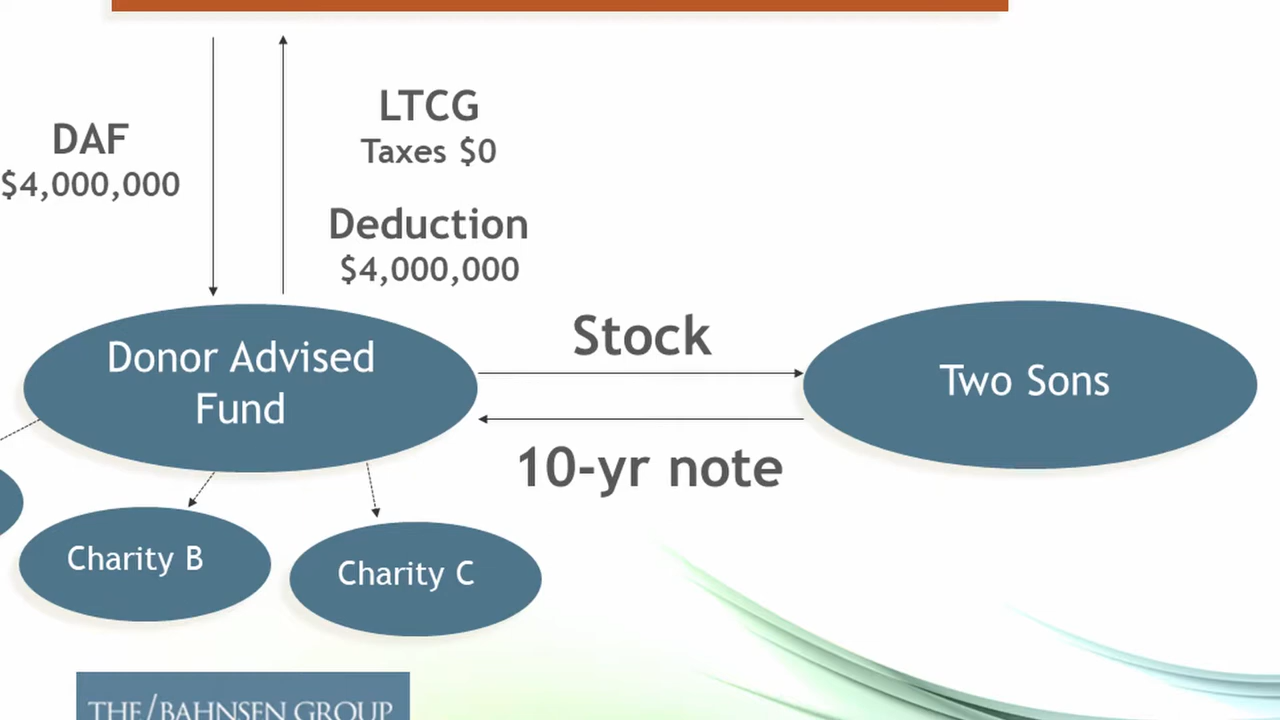 LTCG
Taxes $0
DAF
$4,000,000
Deduction
$4,000,000
Stock
Donor Advised
Fund
Two Sons
10-yr note
Charity B
Charity C
THE/BAHNSEN GROUP